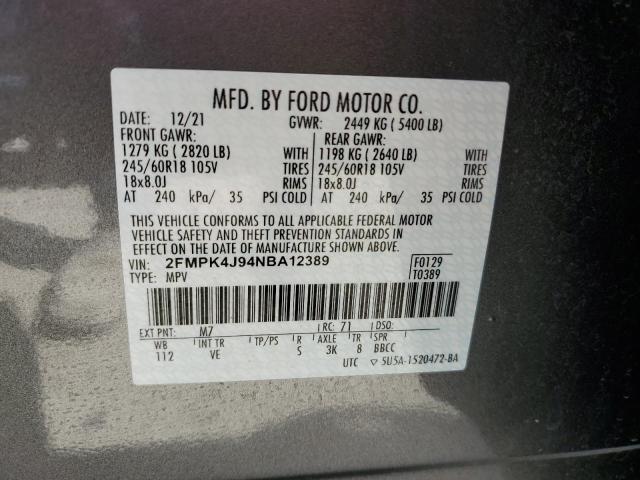 MFD. BY FORD MOTOR CO.
DATE: 12/21 GVWR: 2449 KG ( 5400 LB)
FRONT GAWR: REAR GAWR:
1279 KG ( 2820 LB) WITH 1198 KG ( 2640 LB) WITH
245/60R18 105V TIRES 245/60R18 105V TIRES
18x8.0J RIMS 18x8.0J RIMS
AT 240 kPa/ 35 PSI COLD AT 240 kPa/ 35 PSI COLD
THIS VEHICLE CONFORMS TO ALL APPLICABLE FEDERAL MOTOR
VEHICLE SAFETY AND THEFT PREVENTION STANDARDS IN
EFFECT ON THE DATE OF MANUFACTURE SHOWN ABOVE.
VIN: 2FMPK4J94NBA12389 F0129
TYPE: MPV T0389
EXT PNT: M7 RC: 71 DSO:
WB INT TR TP/PS R AXLE TR SPR
112 VE S 3K 8 BBCC
UTC ▽ 5U5A-1520472-BA